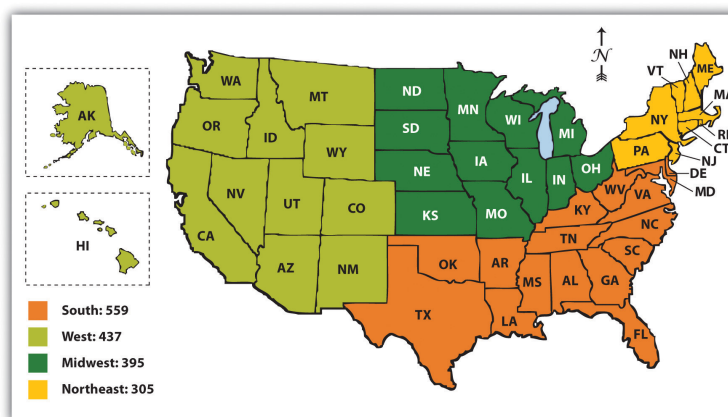 N
NH
ME
VT
WA
MT
ND
MN
MA
AK
OR
ID
SD
WI
MI
NY
RI
CT
WY
IA
PA
NJ
NE
OH
DE
NV
UT
CO
IL
IN
WV
VA
MD
HI
CA
KS
MO
KY
NC
TN
AZ
NM
OK
AR
SC
MS
AL
GA
TX
LA
FL
South: 559
West: 437
Midwest: 395
Northeast: 305